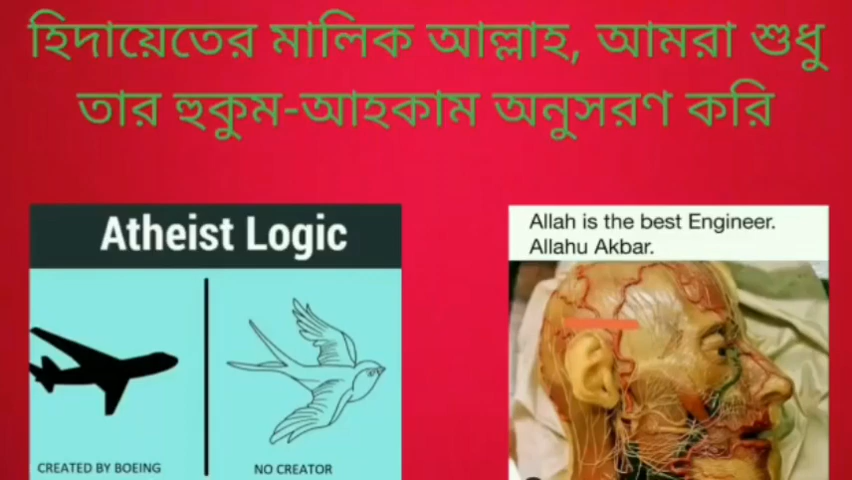 হিদায়েতের মালিক আল্লাহ, আমরা শুধু
তার হুকুম-আহকাম অনুসরণ করি
Atheist Logic
CREATED BY BOEING
NO CREATOR
Allah is the best Engineer.
Allahu Akbar.